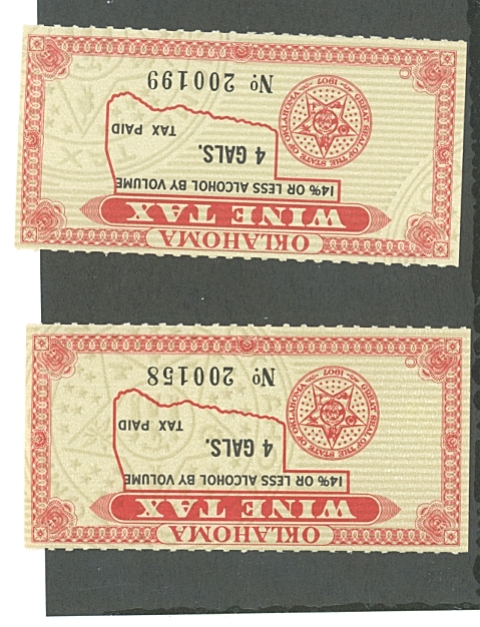 OKLAHOMA
WINE TAX
14% OR LESS ALCOHOL BY VOLUME
4 GALS.
TAX PAID
GREAT SEAL OF THE STATE OF OKLAHOMA
1907
Nº 200158
OKLAHOMA
WINE TAX
14% OR LESS ALCOHOL BY VOLUME
4 GALS.
TAX PAID
GREAT SEAL OF THE STATE OF OKLAHOMA
1907
Nº 200199